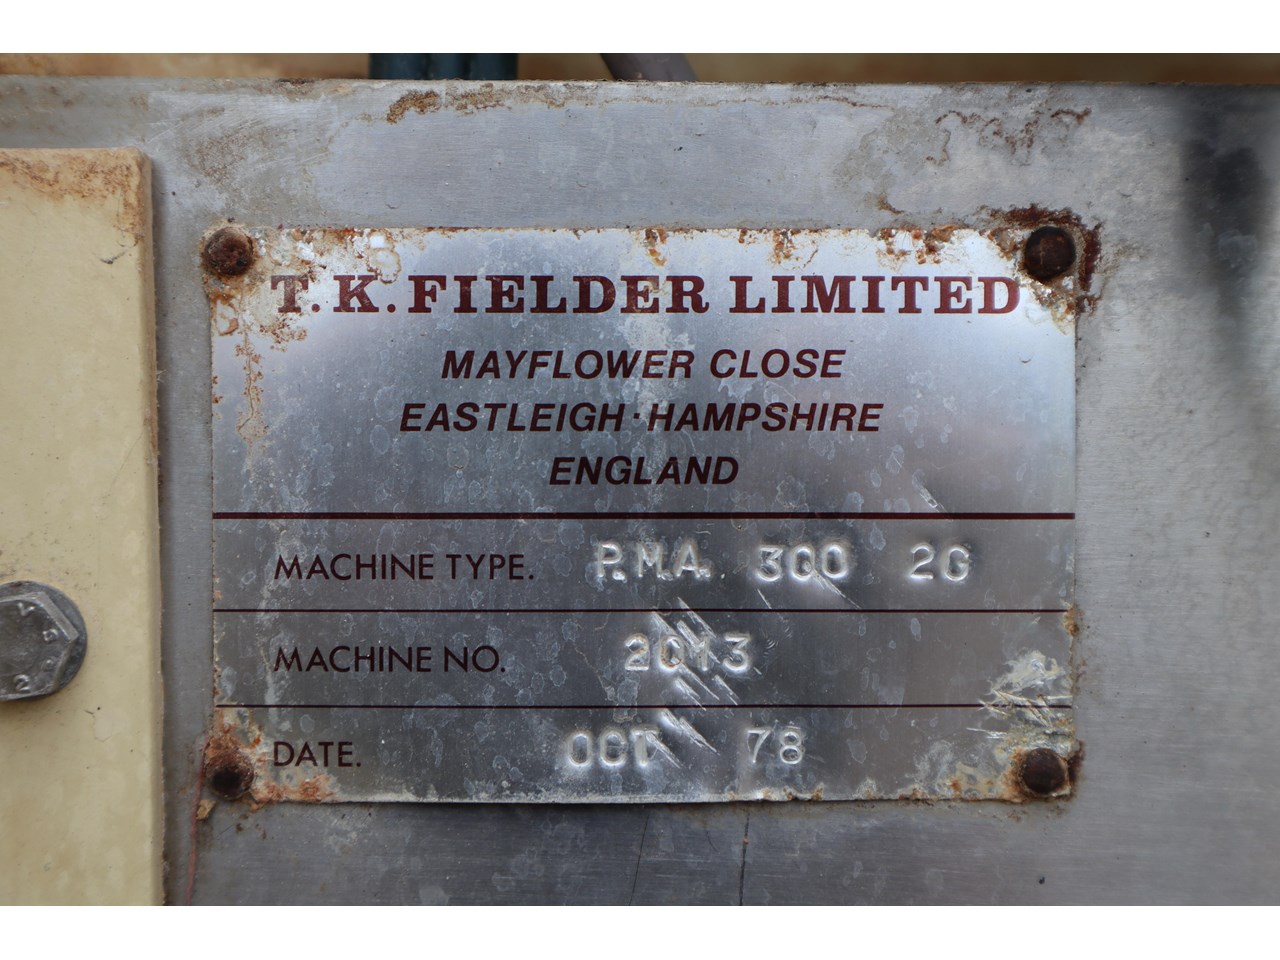 T.K. FIELDER LIMITED
MAYFLOWER CLOSE
EASTLEIGH · HAMPSHIRE
ENGLAND
MACHINE TYPE. P.M.A. 300 2G
MACHINE NO. 2013
DATE. OCT 78